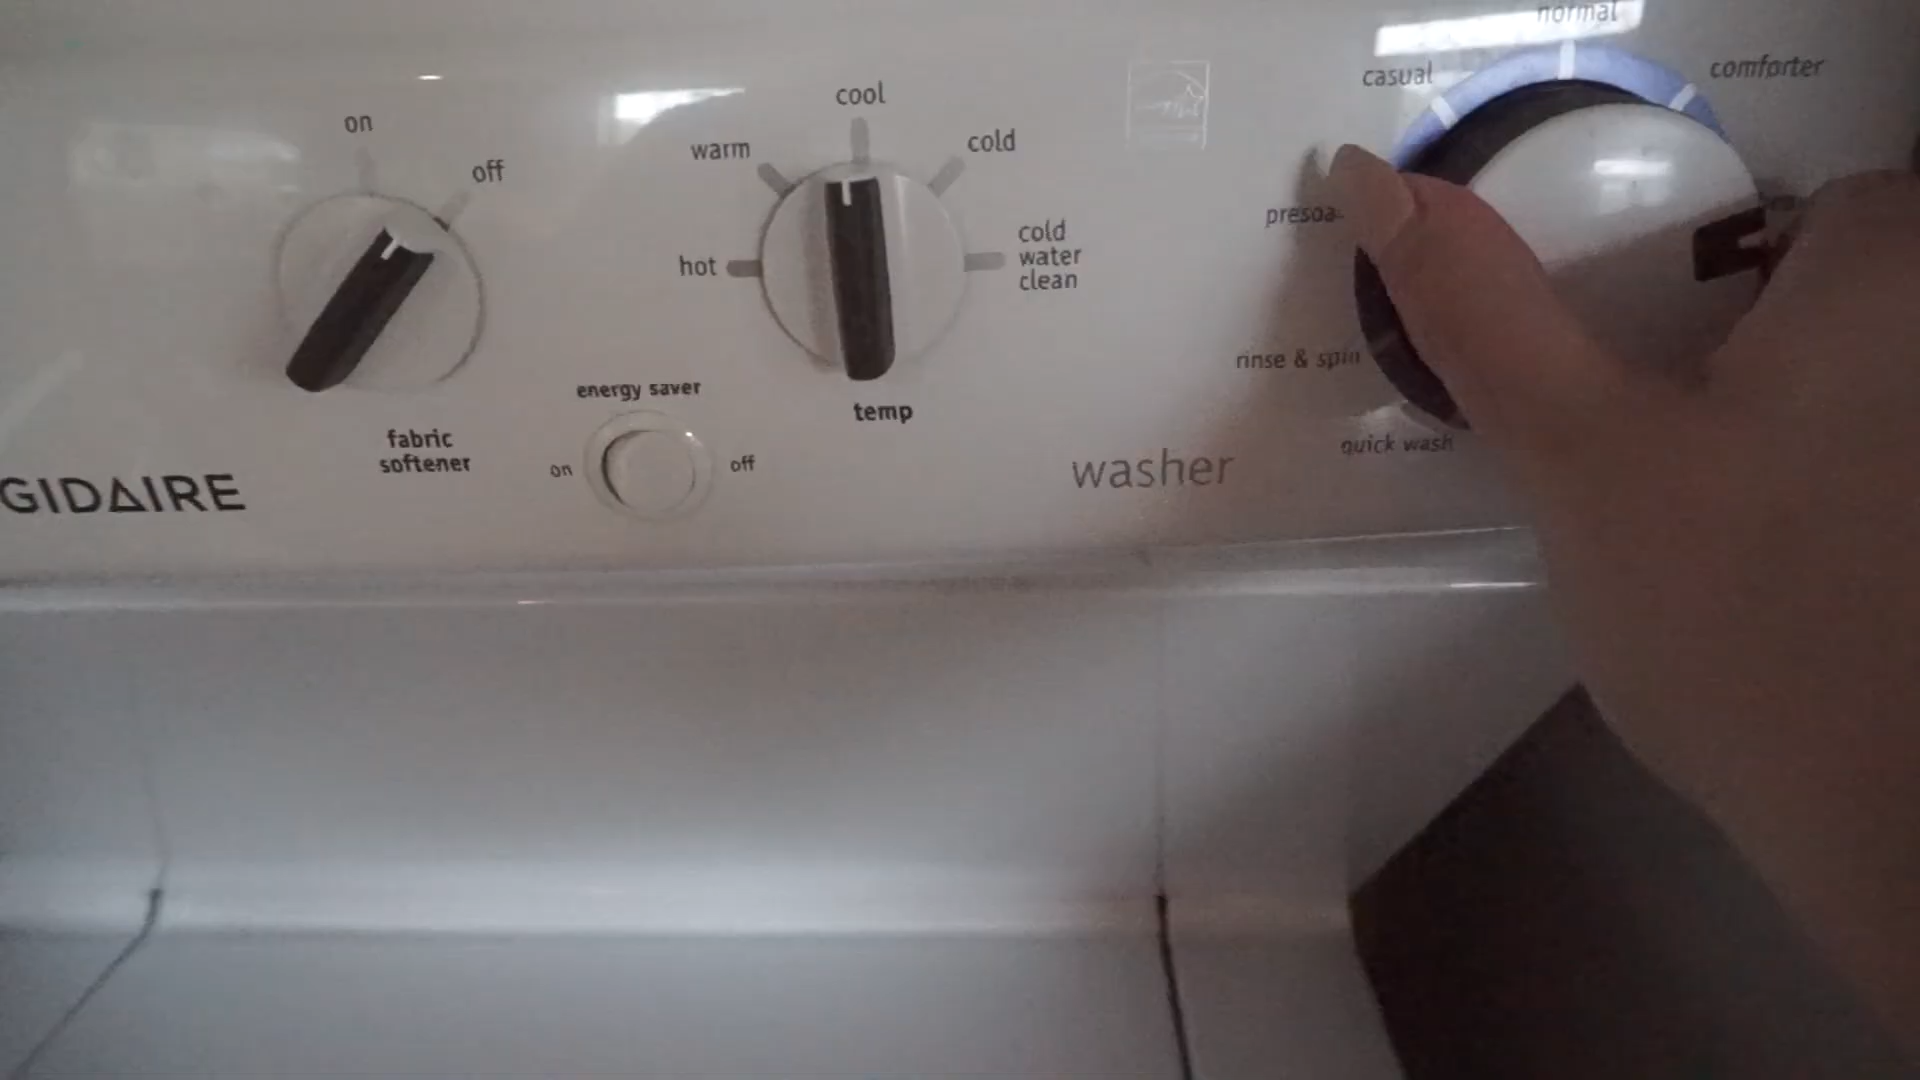 normal
casual
comforter
on
off
cool
warm
cold
hot
cold
water
clean
presoa
rinse & spin
quick wash
energy saver
on
off
temp
fabric
softener
washer
GIDAIRE